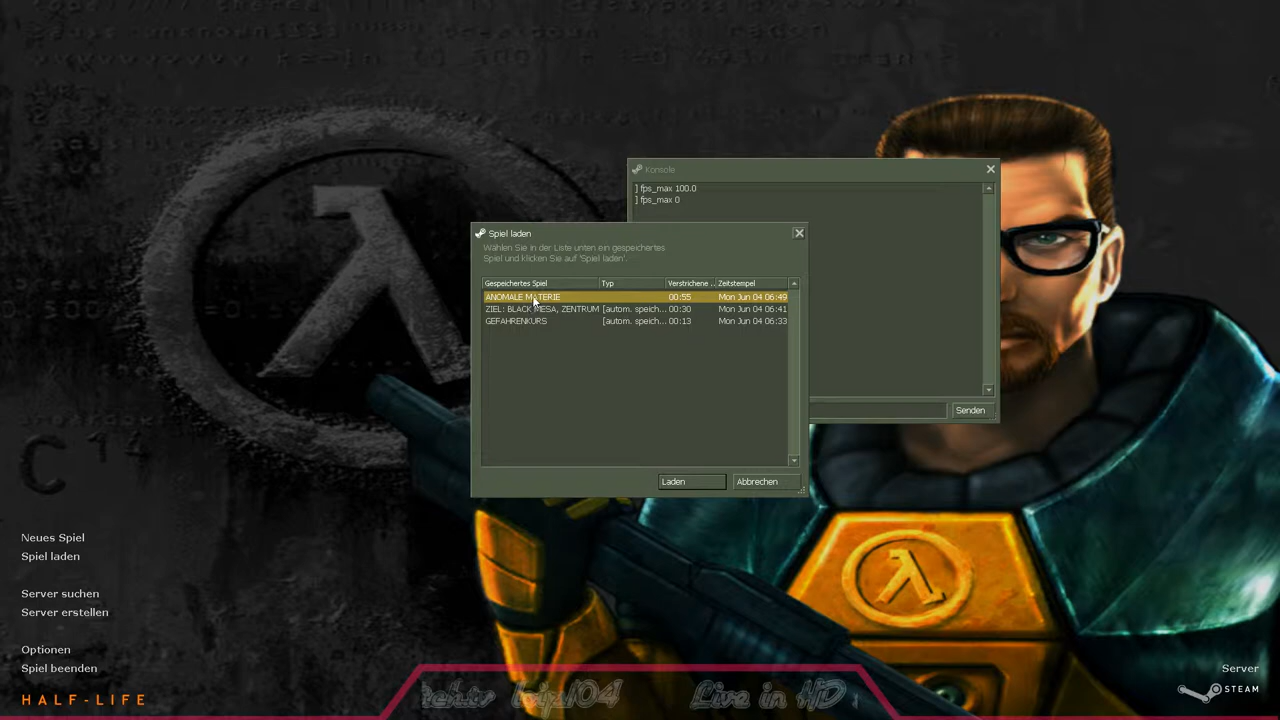 Konsole
] fps_max 100.0
] fps_max 0
Spiel laden
Wählen Sie in der Liste unten ein gespeichertes
Spiel und klicken Sie auf 'Spiel laden'.
Gespeichertes Spiel Typ Verstrichene .. Zeitstempel
ANOMALE MATERIE 00:55 Mon Jun 04 06:49
ZIEL: BLACK MESA, ZENTRUM [autom. speich... 00:30 Mon Jun 04 06:41
GEFAHRENKURS [autom. speich... 00:13 Mon Jun 04 06:33
Senden
Laden Abbrechen
Neues Spiel
Spiel laden
Server suchen
Server erstellen
Optionen
Spiel beenden
HALF-LIFE
Server
STEAM
Live in HD